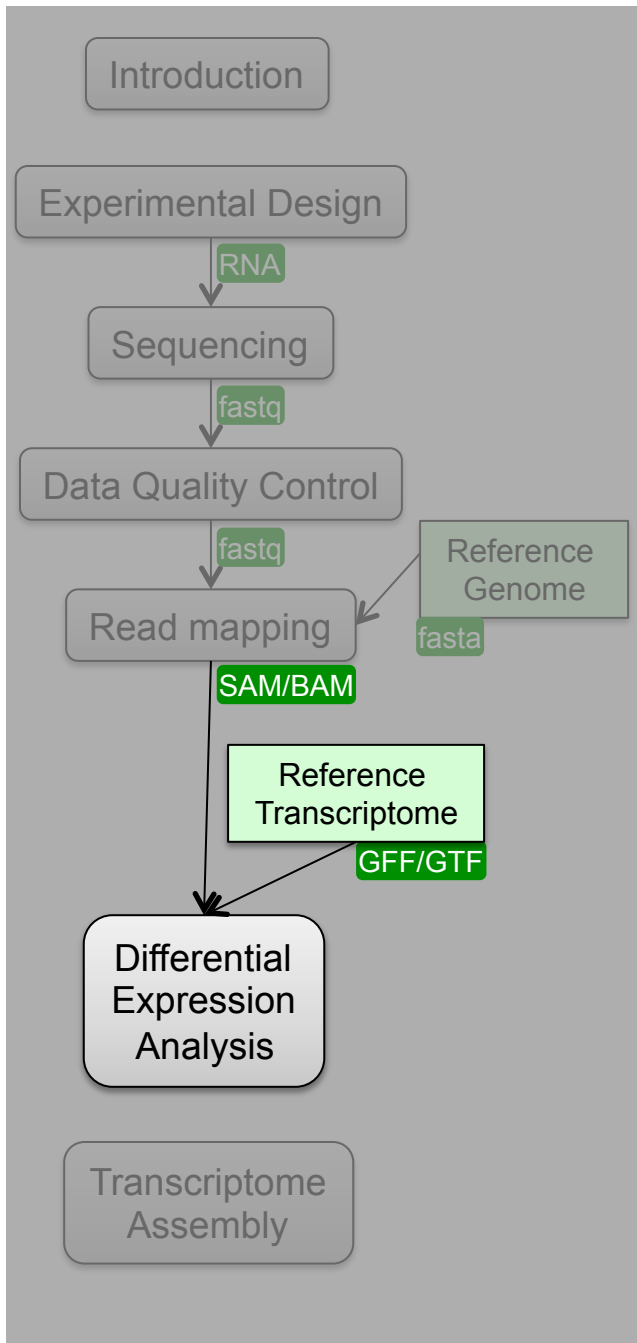 Introduction
Experimental Design
RNA
Sequencing
fastq
Data Quality Control
fastq
Reference
Genome
fasta
Read mapping
SAM/BAM
Reference
Transcriptome
GFF/GTF
Differential
Expression
Analysis
Transcriptome
Assembly